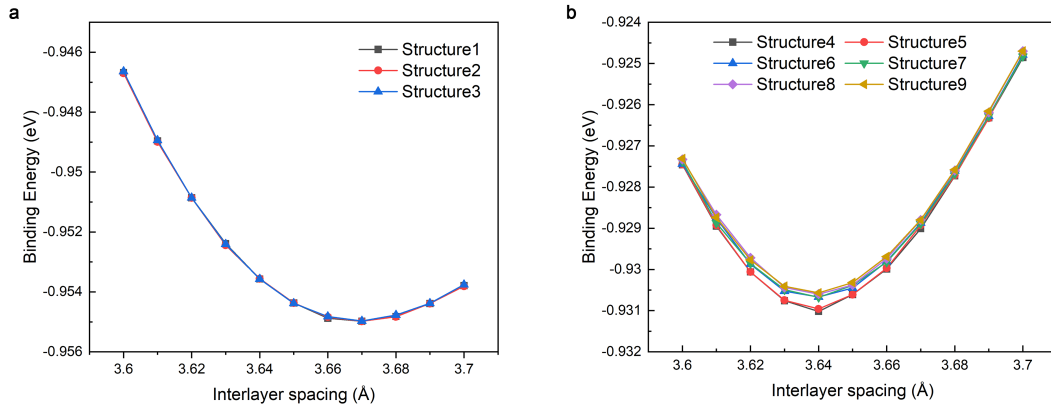 a
-0.946
-0.948
-0.95
-0.952
-0.954
-0.956
Binding Energy (eV)
Structure1
Structure2
Structure3
3.6
3.62
3.64
3.66
3.68
3.7
Interlayer spacing (Å)
b
-0.924
-0.925
-0.926
-0.927
-0.928
-0.929
-0.93
-0.931
-0.932
Binding Energy (eV)
Structure4 Structure5
Structure6 Structure7
Structure8 Structure9
3.6
3.62
3.64
3.66
3.68
3.7
Interlayer spacing (Å)